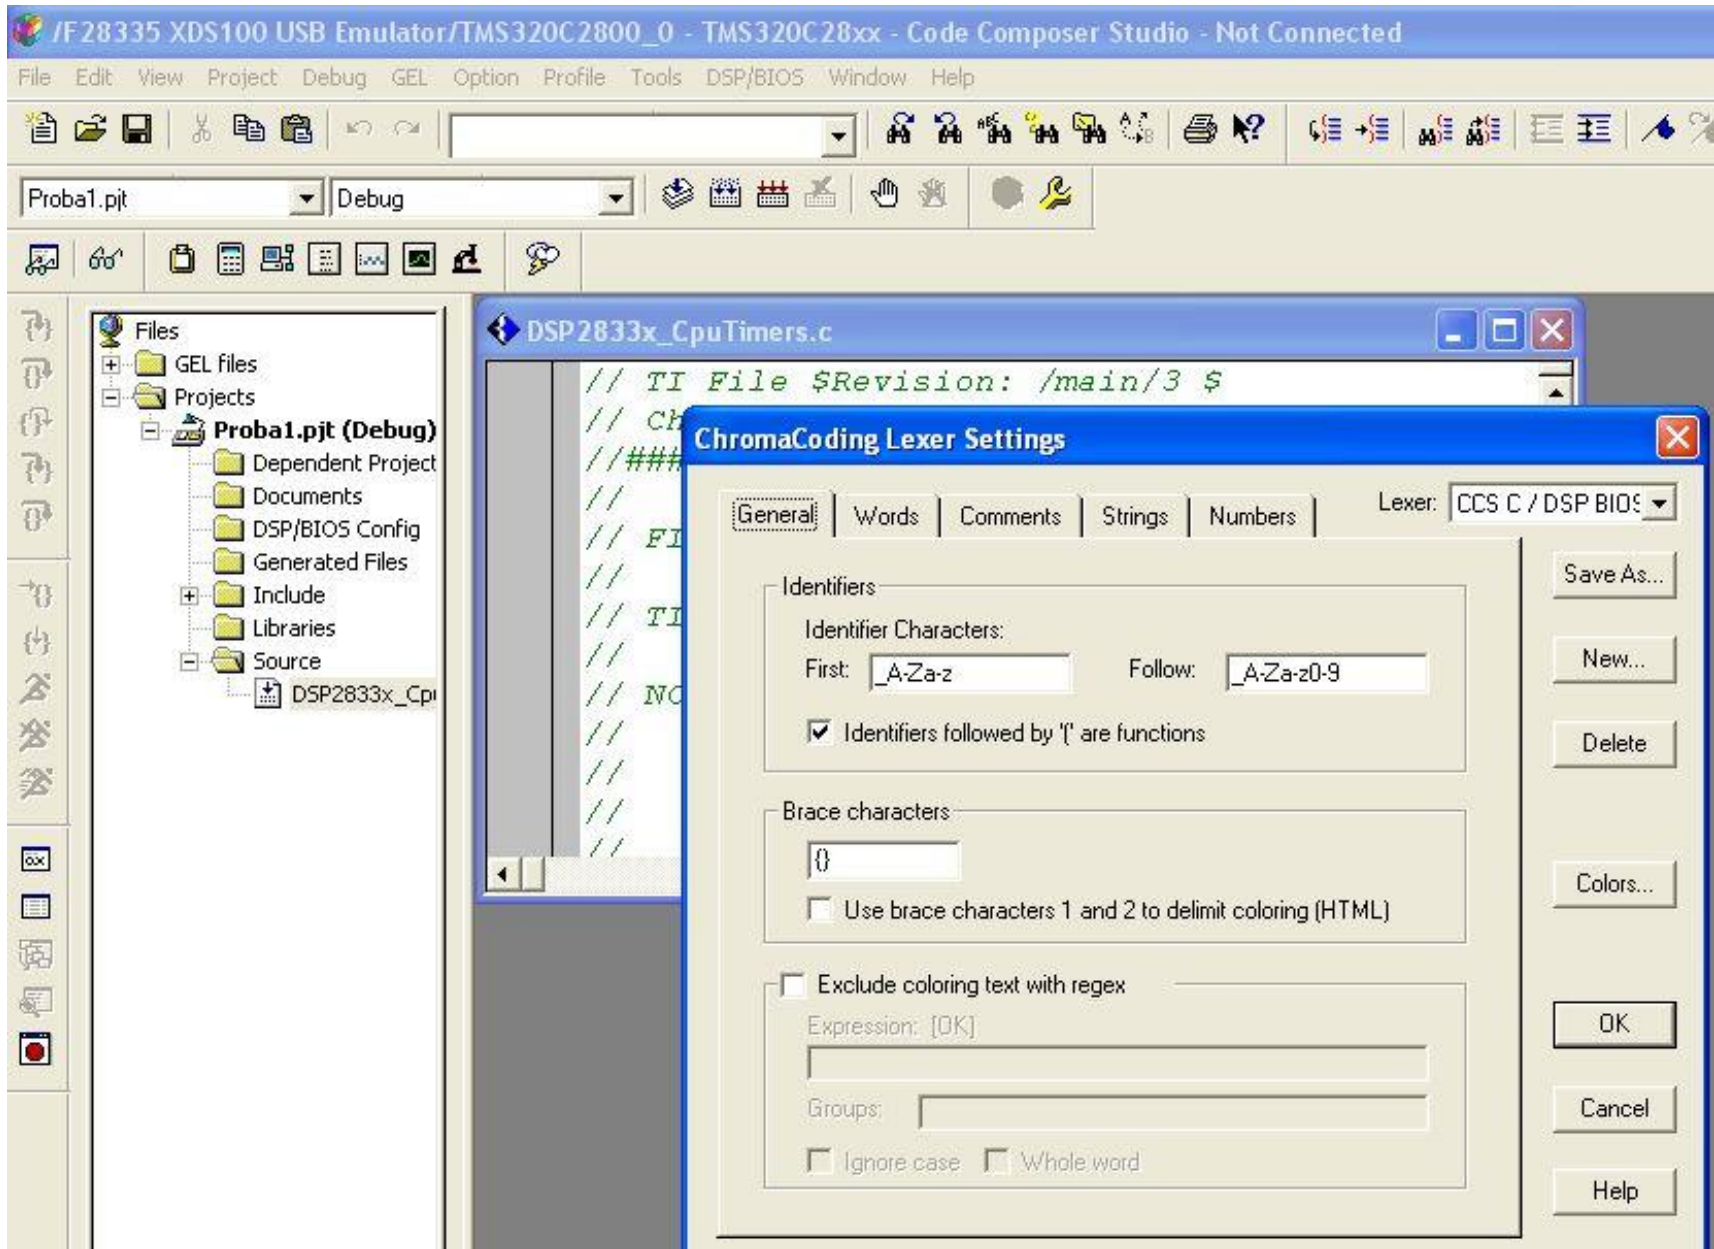 /F28335 XDS100 USB Emulator/TMS320C2800_0 - TMS320C28xx - Code Composer Studio - Not Connected
File Edit View Project Debug GEL Option Profile Tools DSP/BIOS Window Help
Proba1.pjt Debug
Files
GEL files
Projects
Proba1.pjt (Debug)
Dependent Project
Documents
DSP/BIOS Config
Generated Files
Include
Libraries
Source
DSP2833x_Cp
DSP2833x_CpuTimers.c
// TI File $Revision: /main/3 $
// Ch
//###
//
// FI
//
// TI
//
// NO
//
//
//
//
ChromaCoding Lexer Settings
General Words Comments Strings Numbers
Lexer: CCS C / DSP BIOS
Identifiers
Identifier Characters:
First: _A-Za-z Follow: _A-Za-z0-9
Identifiers followed by '(' are functions
Brace characters
{}
Use brace characters 1 and 2 to delimit coloring (HTML)
Exclude coloring text with regex
Expression: [OK]
Groups:
Ignore case Whole word
Save As...
New...
Delete
Colors...
OK
Cancel
Help